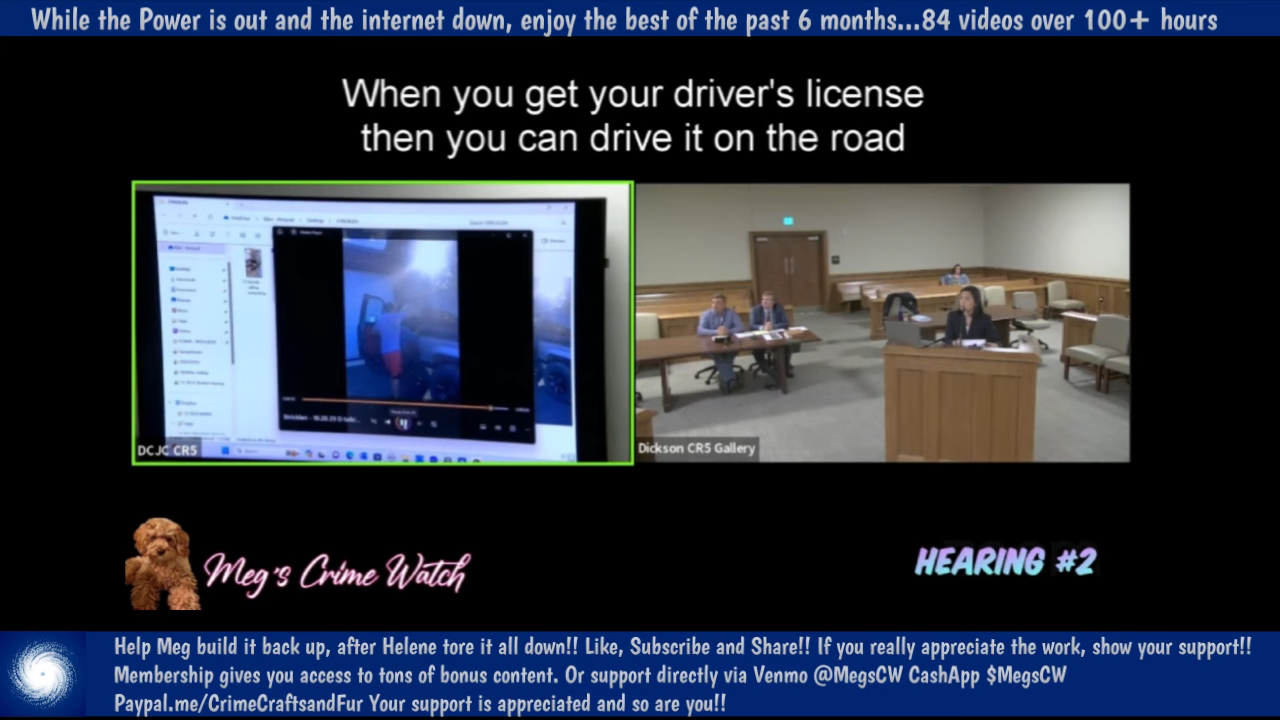 While the Power is out and the internet down, enjoy the best of the past 6 months...84 videos over 100+ hours
When you get your driver's license
then you can drive it on the road
DCJC CR5
Dickson CR5 Gallery
Meg's Crime Watch
HEARING #2
Help Meg build it back up, after Helene tore it all down!! Like, Subscribe and Share!! If you really appreciate the work, show your support!!
Membership gives you access to tons of bonus content. Or support directly via Venmo @MegsCW CashApp $MegsCW
Paypal.me/CrimeCraftsandFur Your support is appreciated and so are you!!